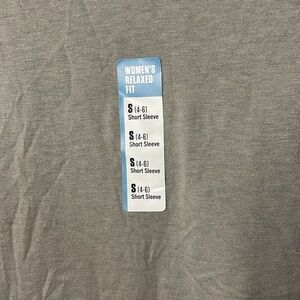 WOMEN'S
RELAXED
FIT
S (4-6)
Short Sleeve
S (4-6)
Short Sleeve
S (4-6)
Short Sleeve
S (4-6)
Short Sleeve